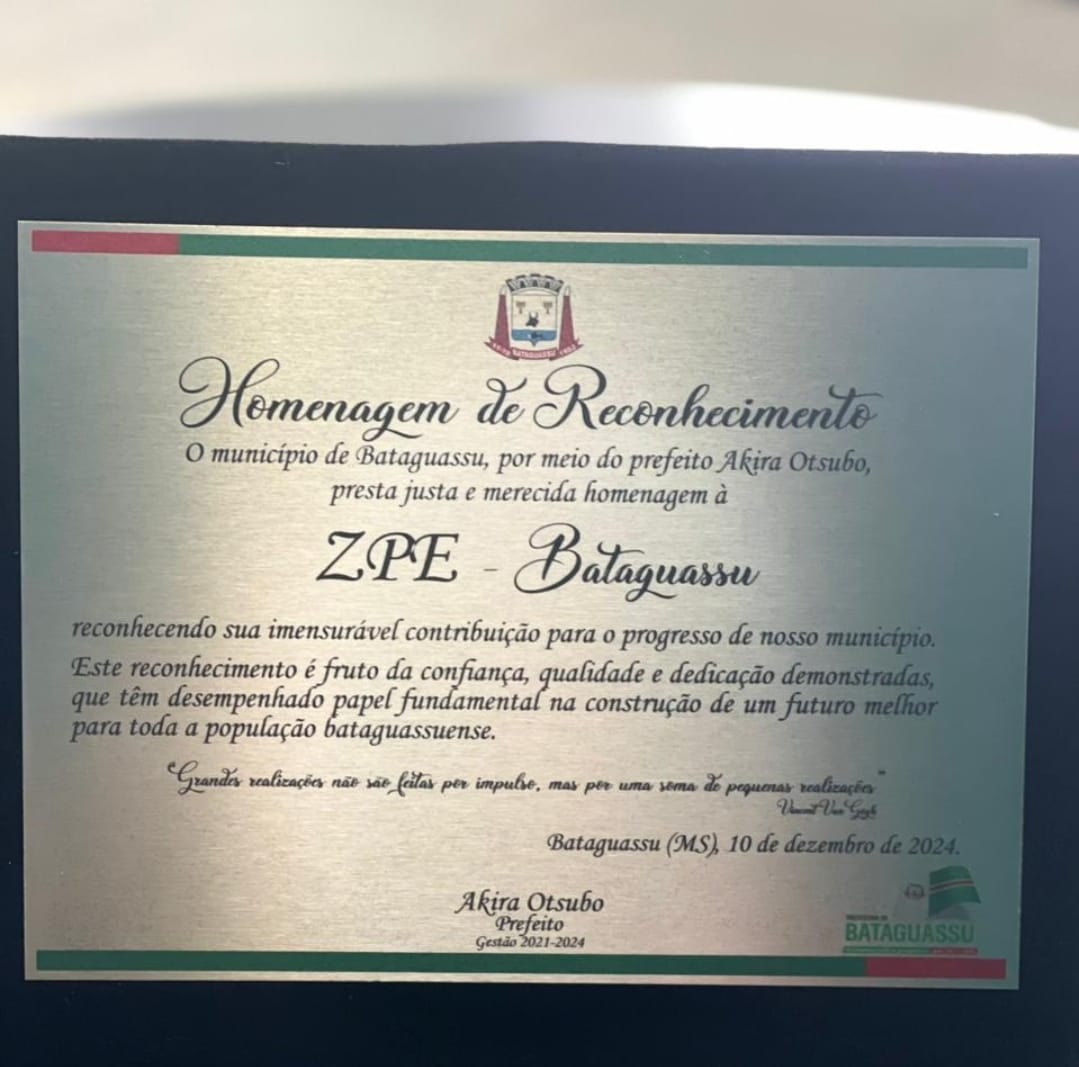 BATAGUASSU
Homenagem de Reconhecimento
O município de Bataguassu, por meio do prefeito Akira Otsubo,
presta justa e merecida homenagem à
ZPE - Bataguassu
reconhecendo sua imensurável contribuição para o progresso de nosso município.
Este reconhecimento é fruto da confiança, qualidade e dedicação demonstradas,
que têm desempenhado papel fundamental na construção de um futuro melhor
para toda a população bataguassuense.
"Grandes realizações não são feitas por impulso, mas por uma soma de pequenas realizações"
Vincent Van Gogh
Bataguassu (MS), 10 de dezembro de 2024.
Akira Otsubo
Prefeito
Gestão 2021-2024
PREFEITURA DE
BATAGUASSU